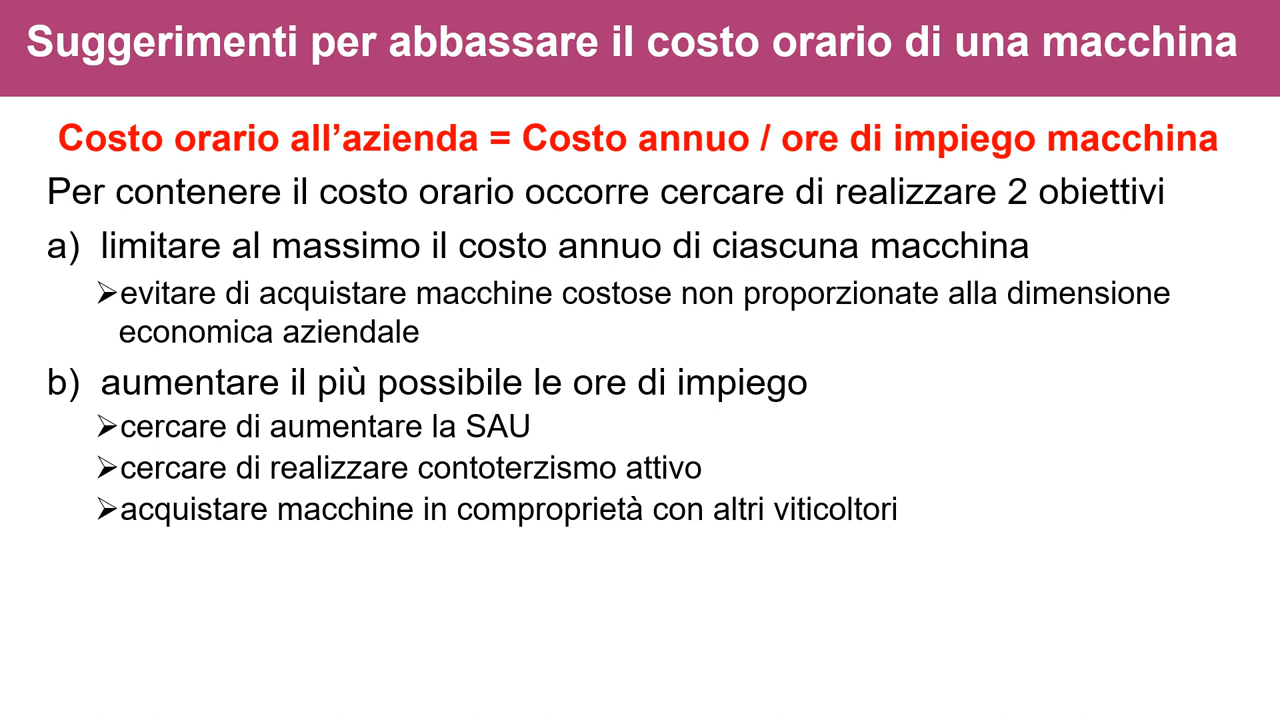 Suggerimenti per abbassare il costo orario di una macchina
Costo orario all’azienda = Costo annuo / ore di impiego macchina
Per contenere il costo orario occorre cercare di realizzare 2 obiettivi
a) limitare al massimo il costo annuo di ciascuna macchina
➢evitare di acquistare macchine costose non proporzionate alla dimensione
economica aziendale
b) aumentare il più possibile le ore di impiego
➢cercare di aumentare la SAU
➢cercare di realizzare contoterzismo attivo
➢acquistare macchine in comproprietà con altri viticoltori